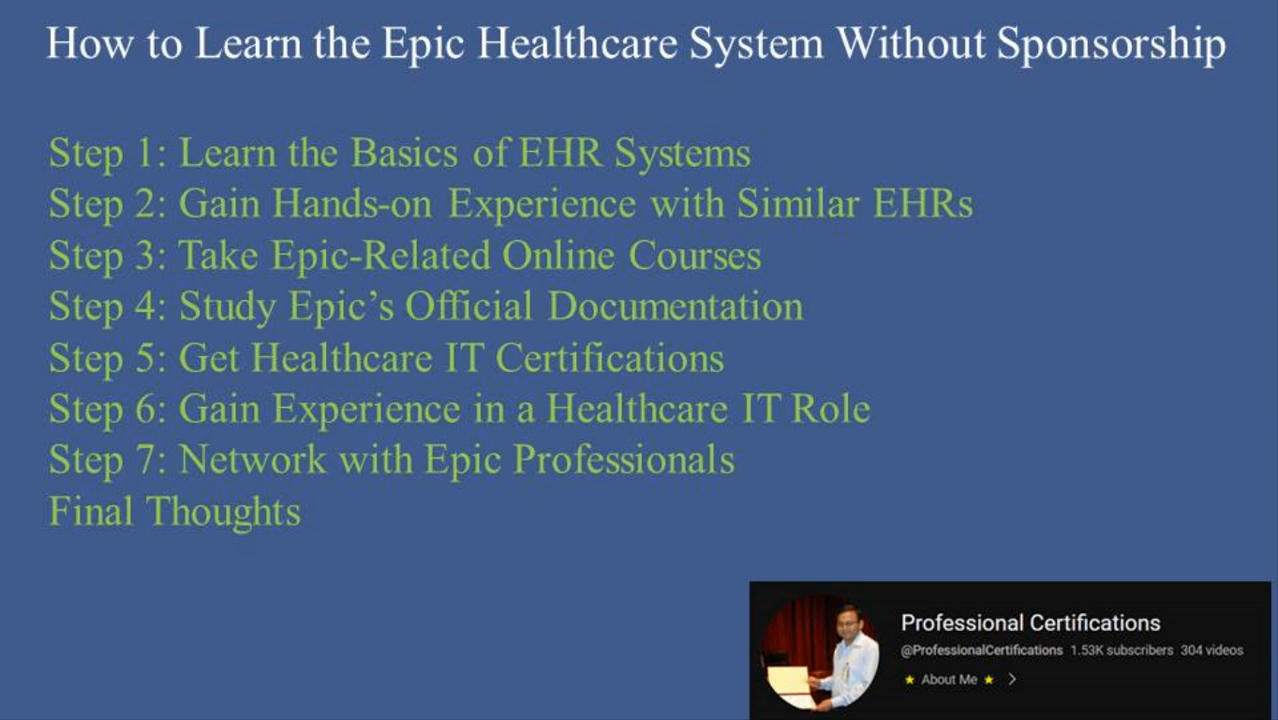 How to Learn the Epic Healthcare System Without Sponsorship
Step 1: Learn the Basics of EHR Systems
Step 2: Gain Hands-on Experience with Similar EHRs
Step 3: Take Epic-Related Online Courses
Step 4: Study Epic’s Official Documentation
Step 5: Get Healthcare IT Certifications
Step 6: Gain Experience in a Healthcare IT Role
Step 7: Network with Epic Professionals
Final Thoughts
Professional Certifications
@ProfessionalCertifications 1.53K subscribers 304 videos
★ About Me ★ >